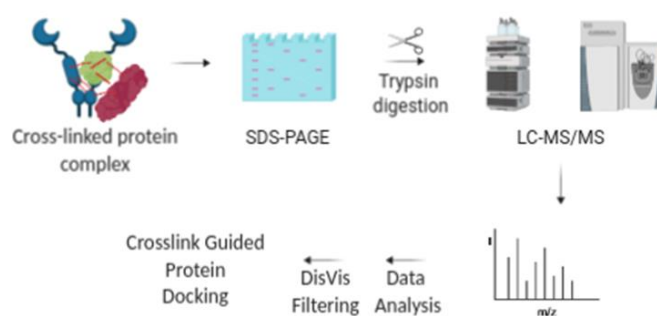 Cross-linked protein
complex
SDS-PAGE
Trypsin
digestion
LC-MS/MS
I
m/z
Data
Analysis
DisVis
Filtering
Crosslink Guided
Protein
Docking